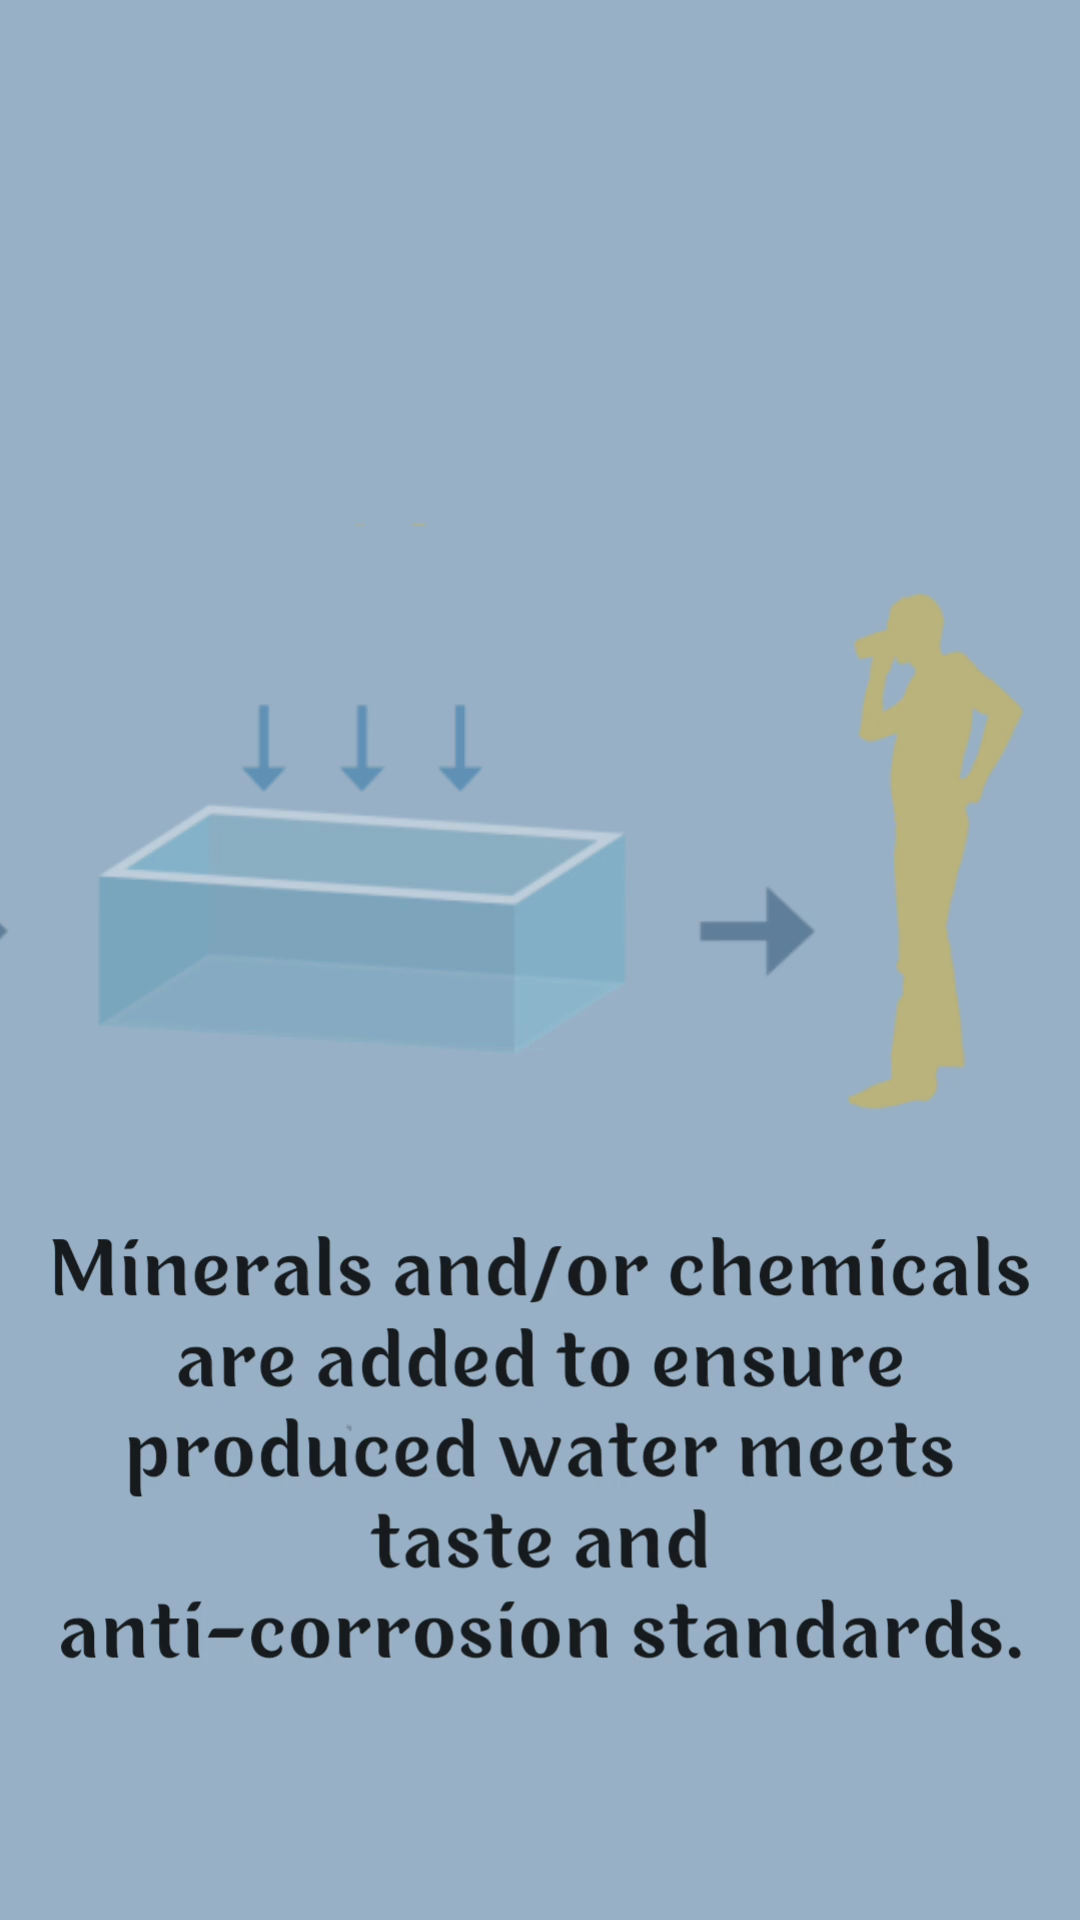 Minerals and/or chemicals
are added to ensure
produced water meets
taste and
anti-corrosion standards.